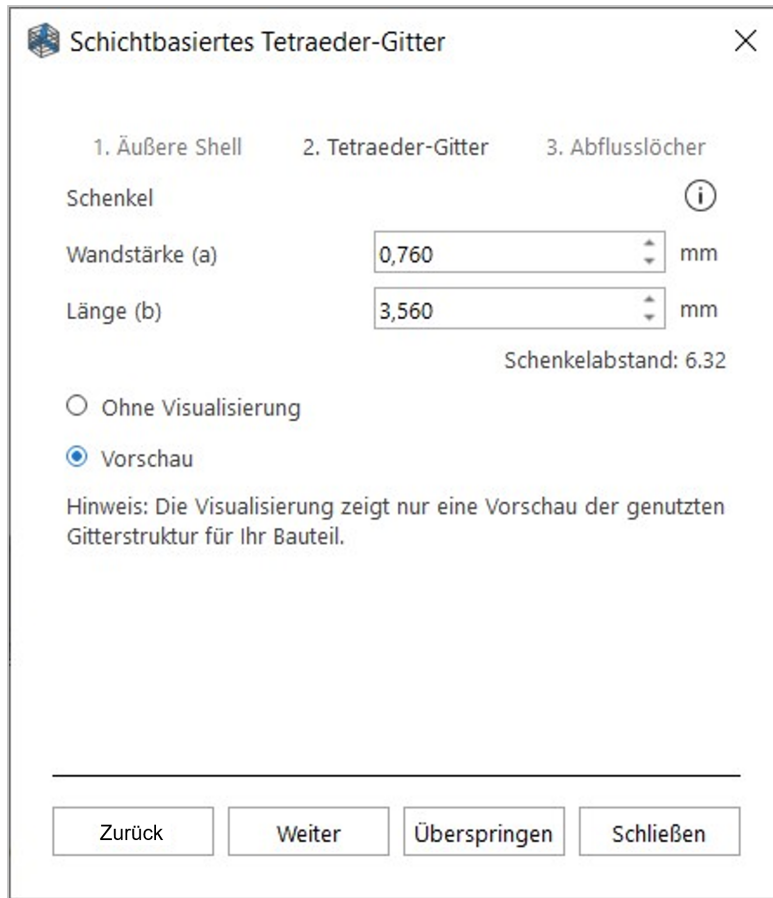 Schichtbasiertes Tetraeder-Gitter
1. Äußere Shell 2. Tetraeder-Gitter 3. Abflusslöcher
Schenkel
Wandstärke (a) 0,760 mm
Länge (b) 3,560 mm
Schenkelabstand: 6.32
Ohne Visualisierung
Vorschau
Hinweis: Die Visualisierung zeigt nur eine Vorschau der genutzten
Gitterstruktur für Ihr Bauteil.
Zurück Weiter Überspringen Schließen